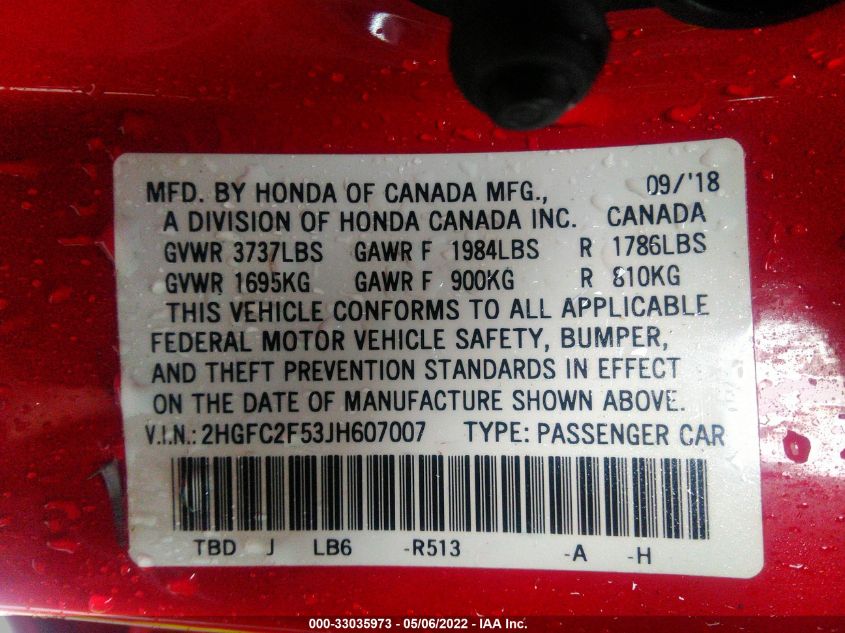 MFD. BY HONDA OF CANADA MFG., 09/'18
A DIVISION OF HONDA CANADA INC. CANADA
GVWR 3737LBS GAWR F 1984LBS R 1786LBS
GVWR 1695KG GAWR F 900KG R 810KG
THIS VEHICLE CONFORMS TO ALL APPLICABLE
FEDERAL MOTOR VEHICLE SAFETY, BUMPER,
AND THEFT PREVENTION STANDARDS IN EFFECT
ON THE DATE OF MANUFACTURE SHOWN ABOVE.
V.I.N.: 2HGFC2F53JH607007 TYPE: PASSENGER CAR
TBD J LB6 -R513 -A -H
000-33035973 - 05/06/2022 - IAA Inc.